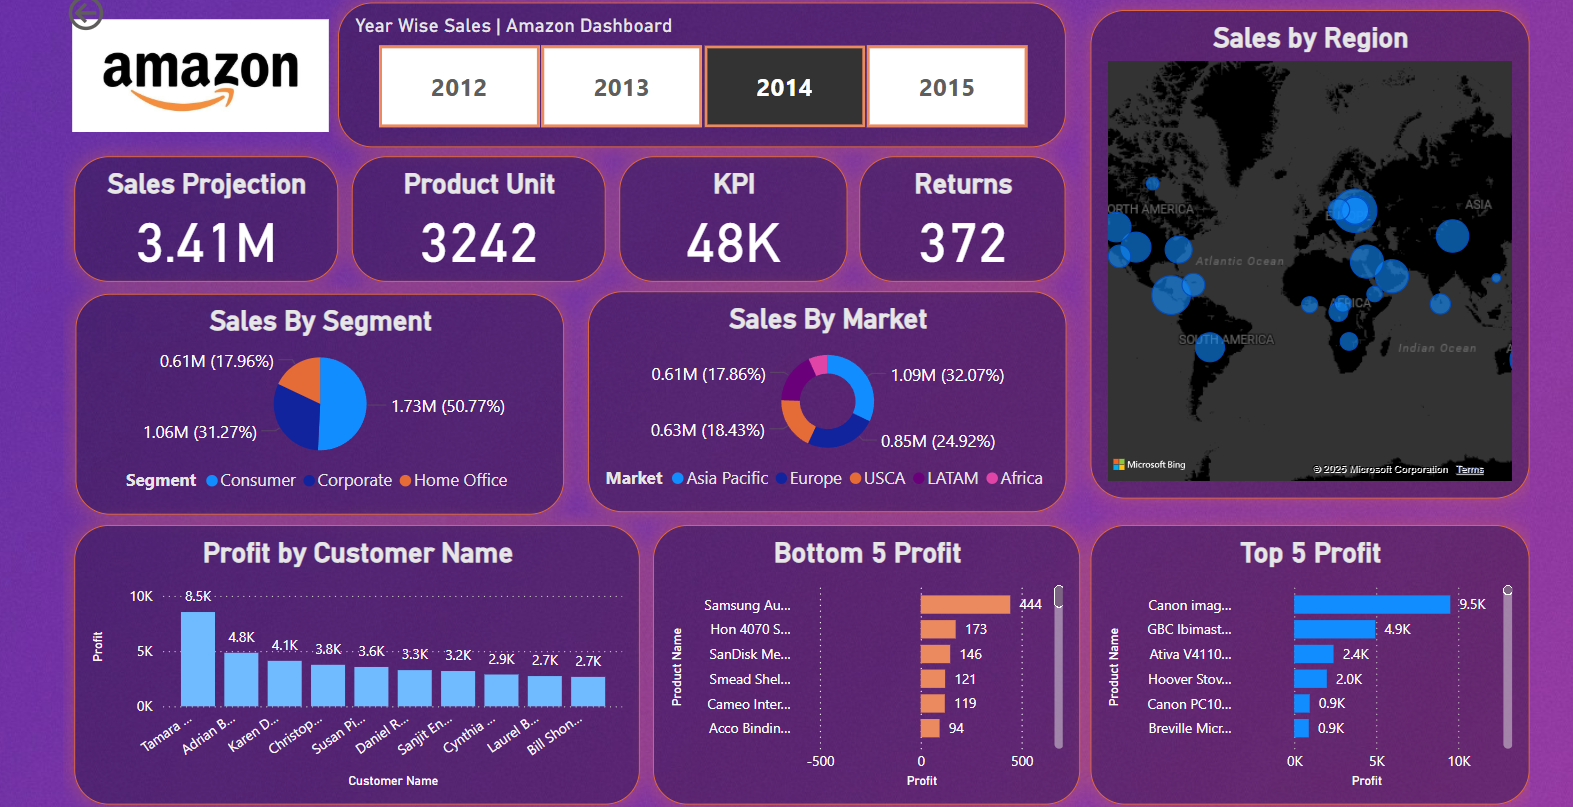 amazon
Year Wise Sales | Amazon Dashboard
2012
2013
2014
2015
Sales Projection
3.41M
Product Unit
3242
KPI
48K
Returns
372
Sales by Region
ORTH AMERICA
ASIA
Atlantic Ocean
AFRICA
SOUTH AMERICA
Indian Ocean
Microsoft Bing
© 2025 Microsoft Corporation Terms
Sales By Segment
0.61M (17.96%)
1.73M (50.77%)
1.06M (31.27%)
Segment Consumer Corporate Home Office
Sales By Market
0.61M (17.86%)
1.09M (32.07%)
0.63M (18.43%)
0.85M (24.92%)
Market Asia Pacific Europe USCA LATAM Africa
Profit by Customer Name
Profit
10K
5K
0K
8.5K
4.8K
4.1K
3.8K
3.6K
3.3K
3.2K
2.9K
2.7K
2.7K
Tamara ...
Adrian B...
Karen D...
Christop...
Susan Pi...
Daniel R...
Sanjit En...
Cynthia ...
Laurel B...
Bill Shon...
Customer Name
Bottom 5 Profit
Product Name
Samsung Au... 444
Hon 4070 S... 173
SanDisk Me... 146
Smead Shel... 121
Cameo Inter... 119
Acco Bindin... 94
-500 0 500
Profit
Top 5 Profit
Product Name
Canon imag... 9.5K
GBC Ibimast... 4.9K
Ativa V4110... 2.4K
Hoover Stov... 2.0K
Canon PC10... 0.9K
Breville Micr... 0.9K
0K 5K 10K
Profit